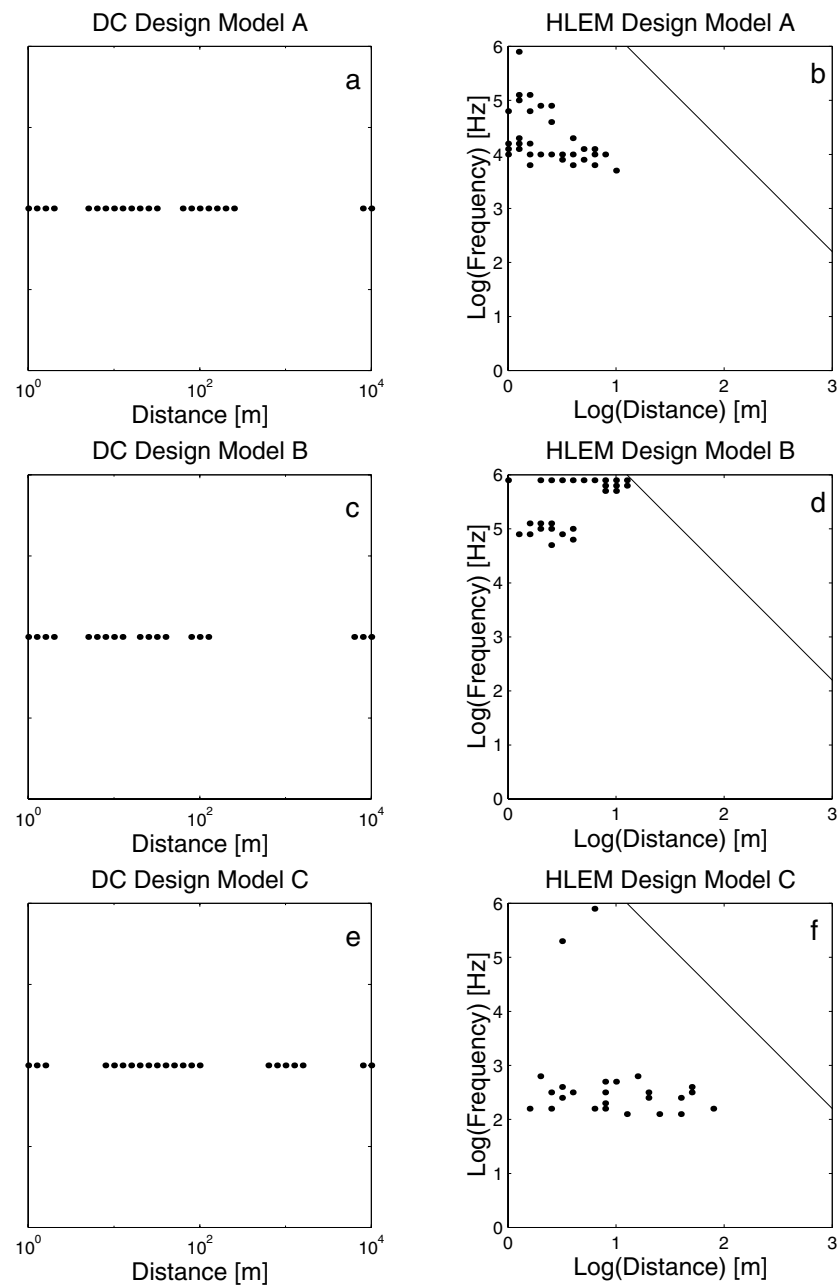 DC Design Model A
a
10^0
10^2
10^4
Distance [m]
HLEM Design Model A
b
6
5
4
3
2
1
0
Log(Frequency) [Hz]
0
1
2
3
Log(Distance) [m]
DC Design Model B
c
10^0
10^2
10^4
Distance [m]
HLEM Design Model B
d
6
5
4
3
2
1
0
Log(Frequency) [Hz]
0
1
2
3
Log(Distance) [m]
DC Design Model C
e
10^0
10^2
10^4
Distance [m]
HLEM Design Model C
f
6
5
4
3
2
1
0
Log(Frequency) [Hz]
0
1
2
3
Log(Distance) [m]